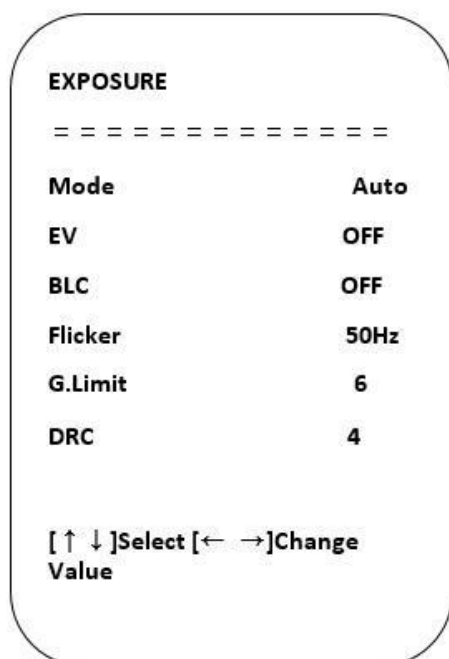 EXPOSURE
= = = = = = = = = = = = =
Mode Auto
EV OFF
BLC OFF
Flicker 50Hz
G.Limit 6
DRC 4
[ ↑ ↓ ]Select [← →]Change
Value